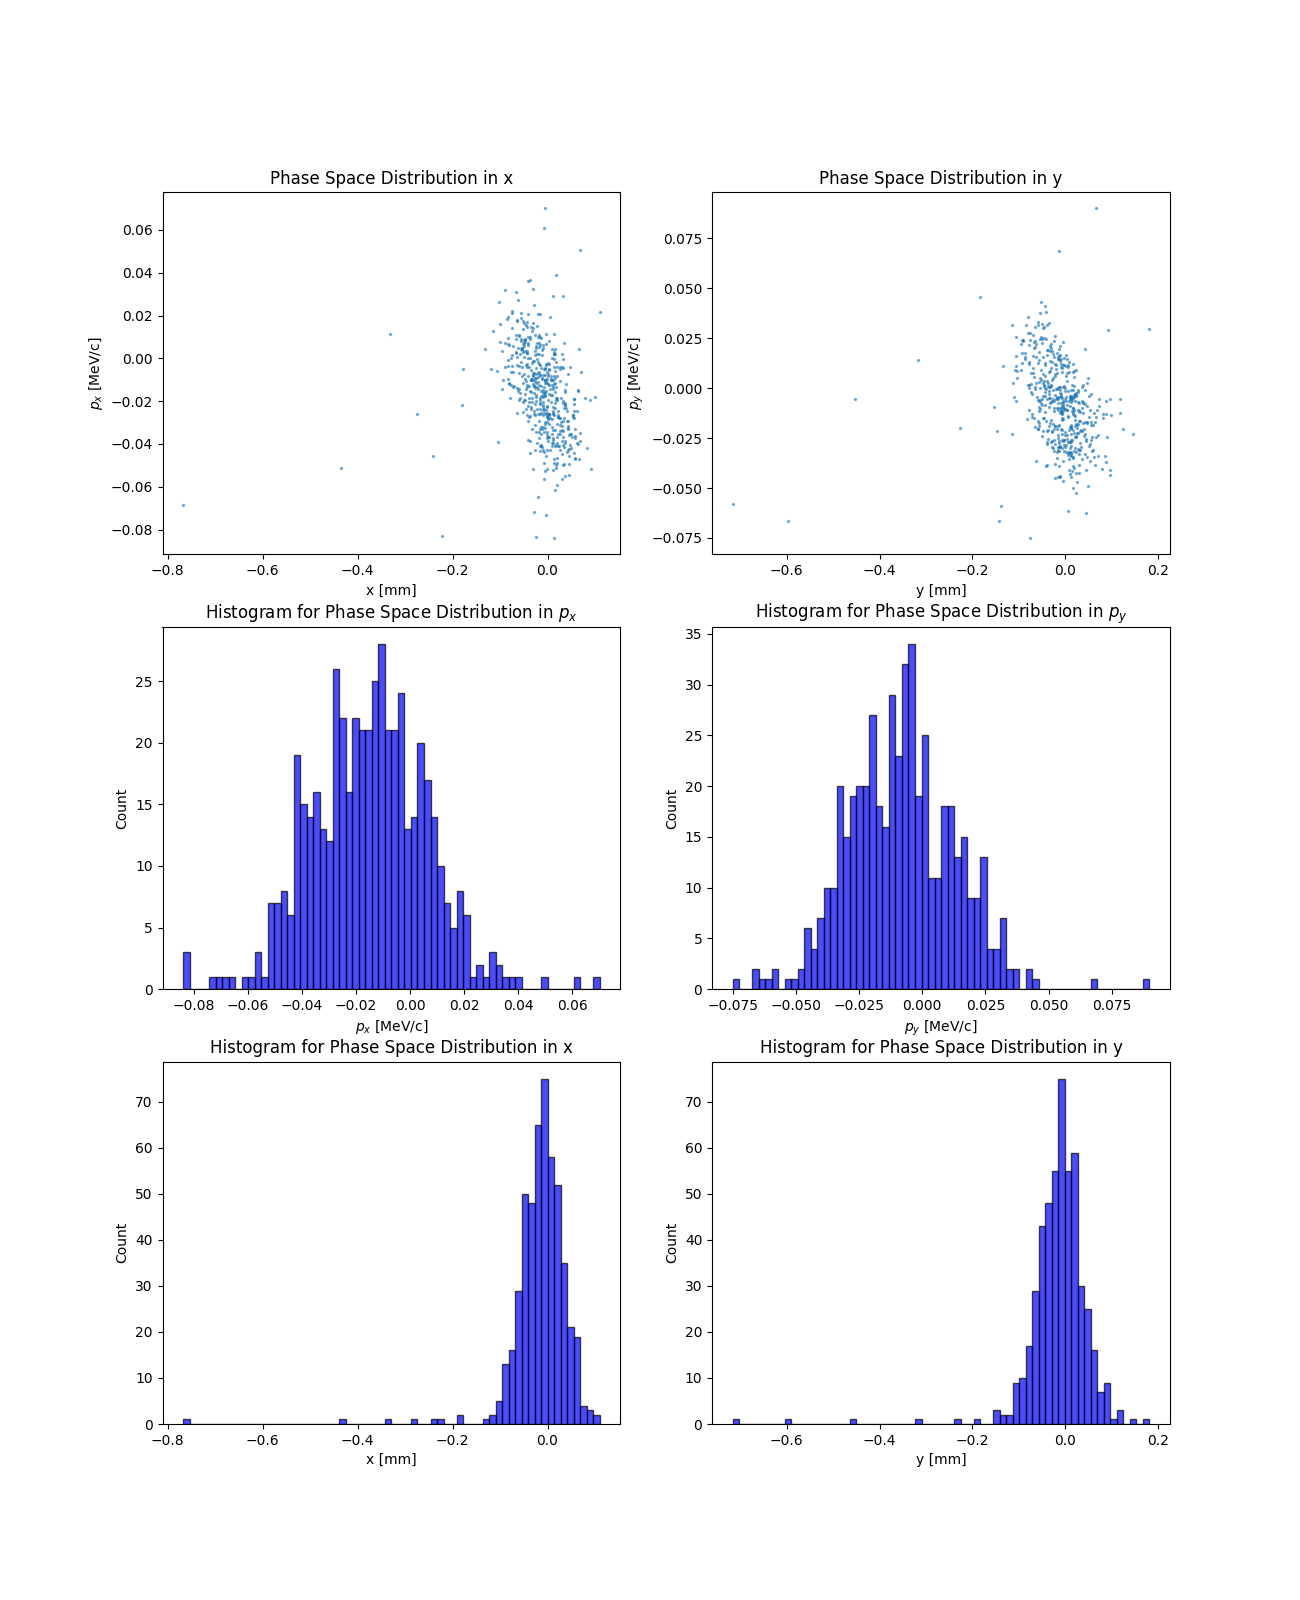 Phase Space Distribution in x
Phase Space Distribution in y
0.06
0.04
0.02
0.00
−0.02
−0.04
−0.06
−0.08
p_x [MeV/c]
−0.8 −0.6 −0.4 −0.2 0.0
x [mm]
0.075
0.050
0.025
0.000
−0.025
−0.050
−0.075
p_y [MeV/c]
−0.6 −0.4 −0.2 0.0 0.2
y [mm]
Histogram for Phase Space Distribution in p_x
Histogram for Phase Space Distribution in p_y
25
20
15
10
5
0
Count
−0.08 −0.06 −0.04 −0.02 0.00 0.02 0.04 0.06
p_x [MeV/c]
35
30
25
20
15
10
5
0
Count
−0.075 −0.050 −0.025 0.000 0.025 0.050 0.075
p_y [MeV/c]
Histogram for Phase Space Distribution in x
Histogram for Phase Space Distribution in y
70
60
50
40
30
20
10
0
Count
−0.8 −0.6 −0.4 −0.2 0.0
x [mm]
70
60
50
40
30
20
10
0
Count
−0.6 −0.4 −0.2 0.0 0.2
y [mm]